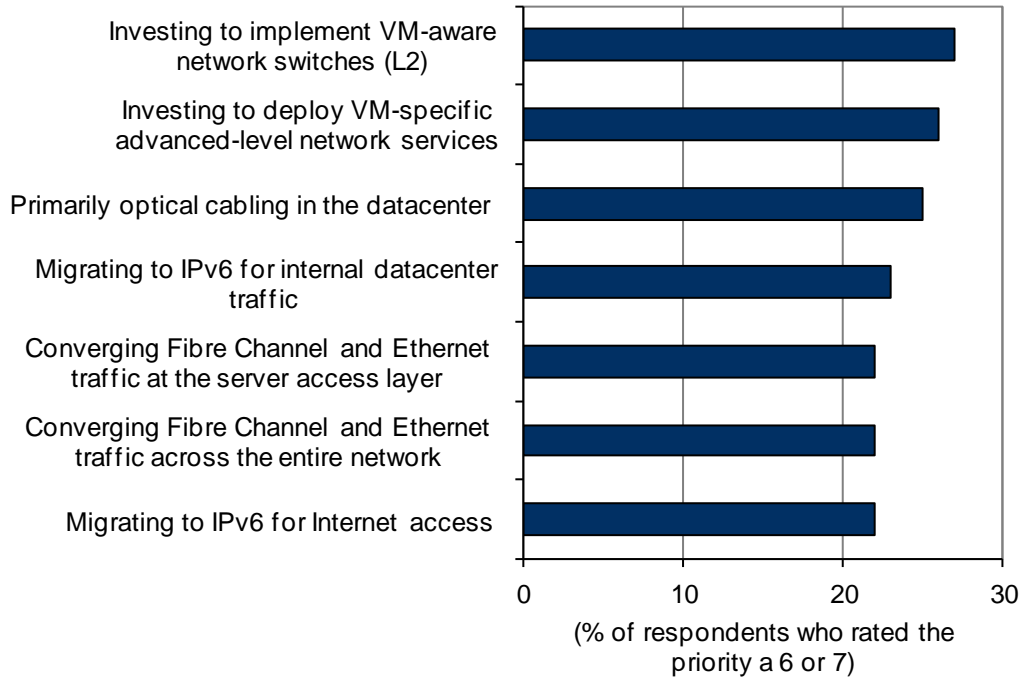 Investing to implement VM-aware
network switches (L2)
Investing to deploy VM-specific
advanced-level network services
Primarily optical cabling in the datacenter
Migrating to IPv6 for internal datacenter
traffic
Converging Fibre Channel and Ethernet
traffic at the server access layer
Converging Fibre Channel and Ethernet
traffic across the entire network
Migrating to IPv6 for Internet access
0 10 20 30
(% of respondents who rated the
priority a 6 or 7)